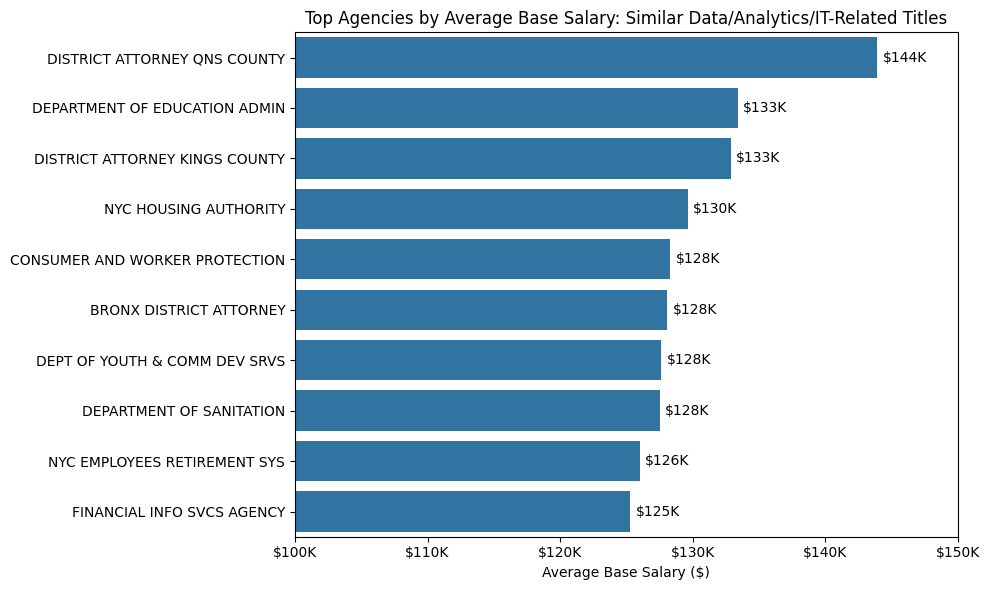 Top Agencies by Average Base Salary: Similar Data/Analytics/IT-Related Titles
DISTRICT ATTORNEY QNS COUNTY $144K
DEPARTMENT OF EDUCATION ADMIN $133K
DISTRICT ATTORNEY KINGS COUNTY $133K
NYC HOUSING AUTHORITY $130K
CONSUMER AND WORKER PROTECTION $128K
BRONX DISTRICT ATTORNEY $128K
DEPT OF YOUTH & COMM DEV SRVS $128K
DEPARTMENT OF SANITATION $128K
NYC EMPLOYEES RETIREMENT SYS $126K
FINANCIAL INFO SVCS AGENCY $125K
$100K $110K $120K $130K $140K $150K
Average Base Salary ($)